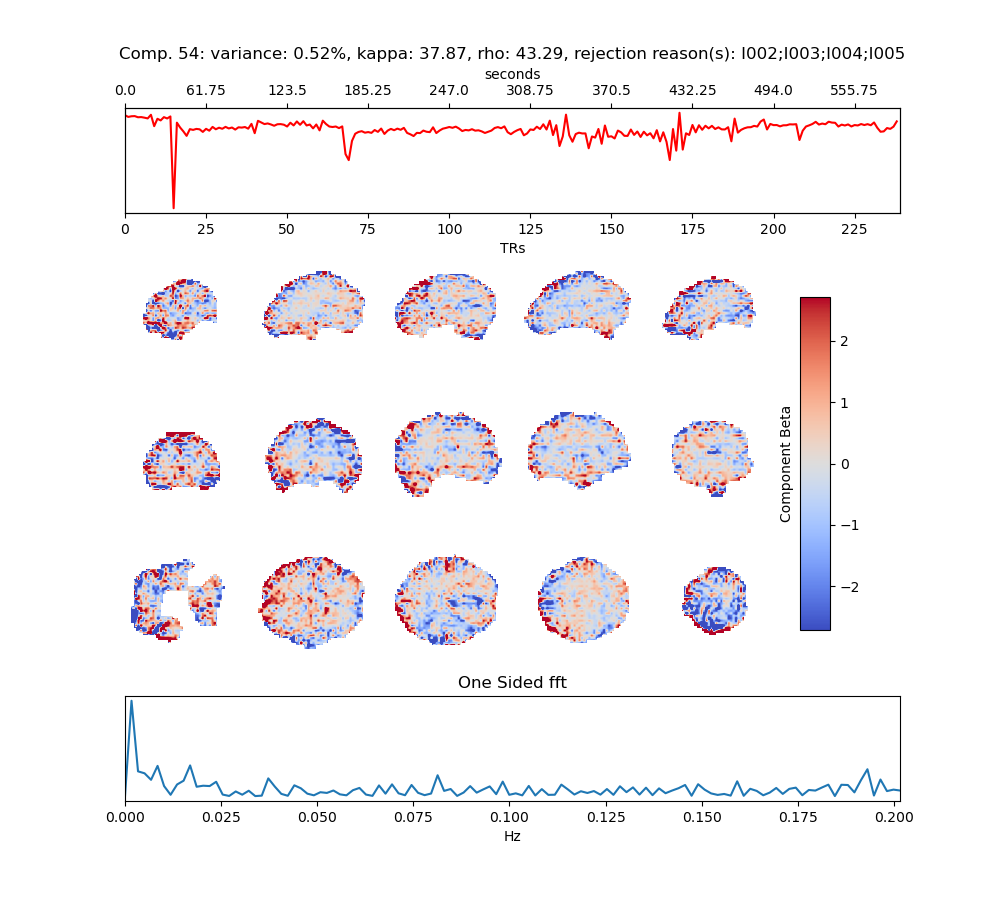 Comp. 54: variance: 0.52%, kappa: 37.87, rho: 43.29, rejection reason(s): I002;I003;I004;I005
seconds
0.0 61.75 123.5 185.25 247.0 308.75 370.5 432.25 494.0 555.75
0 25 50 75 100 125 150 175 200 225
TRs
2
1
0
−1
−2
Component Beta
One Sided fft
0.000 0.025 0.050 0.075 0.100 0.125 0.150 0.175 0.200
Hz